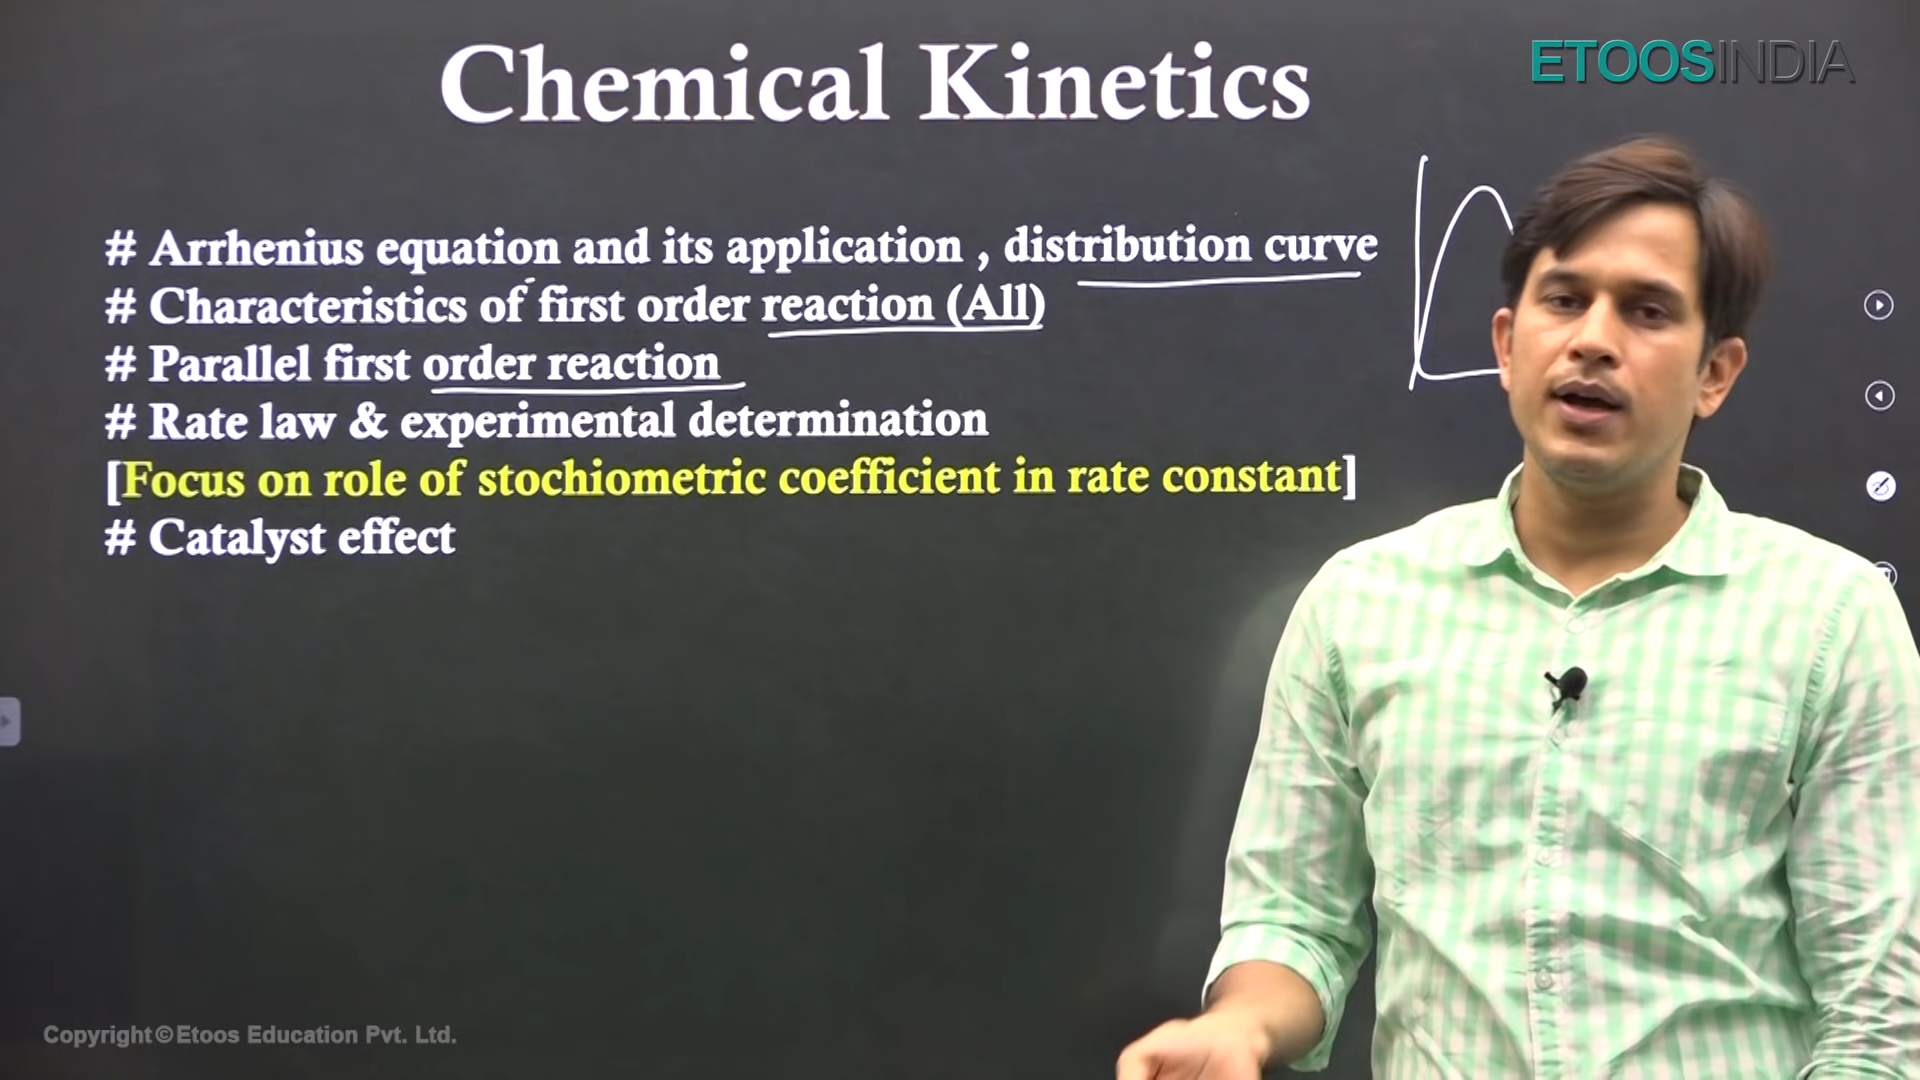 Chemical Kinetics
ETOOSINDIA
# Arrhenius equation and its application , distribution curve
# Characteristics of first order reaction (All)
# Parallel first order reaction
# Rate law & experimental determination
[Focus on role of stochiometric coefficient in rate constant]
# Catalyst effect
Copyright © Etoos Education Pvt. Ltd.